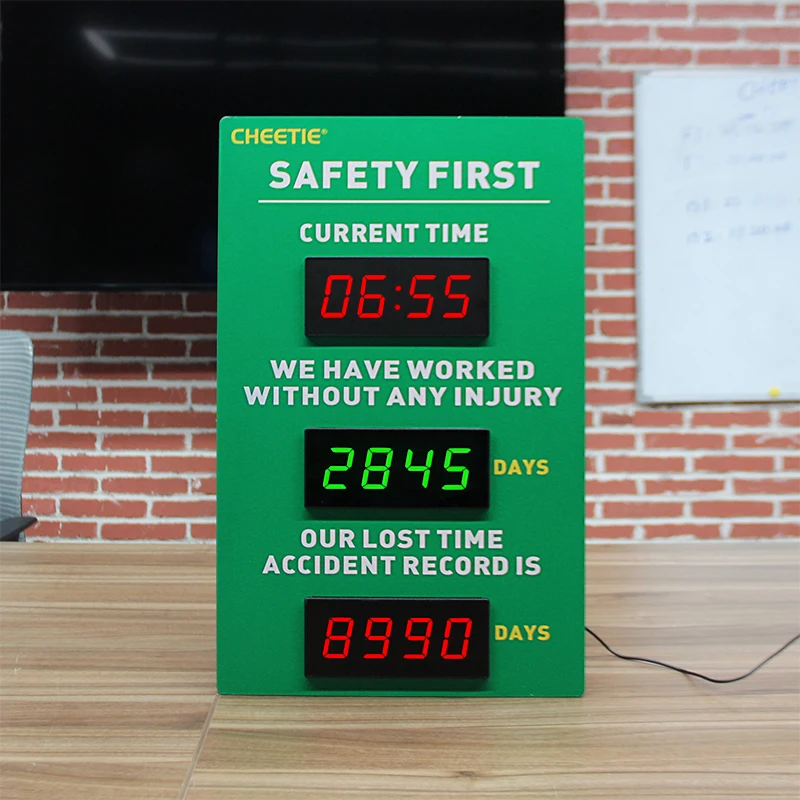 CHEETIE®
SAFETY FIRST
CURRENT TIME
06:55
WE HAVE WORKED
WITHOUT ANY INJURY
2845 DAYS
OUR LOST TIME
ACCIDENT RECORD IS
8990 DAYS